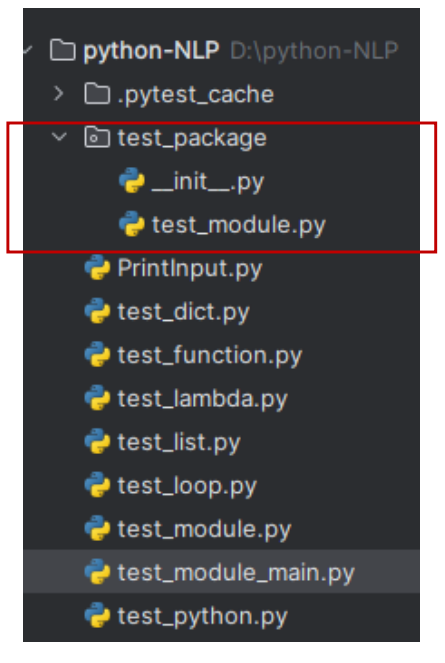 python-NLP D:\python-NLP
.pytest_cache
test_package
__init__.py
test_module.py
PrintInput.py
test_dict.py
test_function.py
test_lambda.py
test_list.py
test_loop.py
test_module.py
test_module_main.py
test_python.py